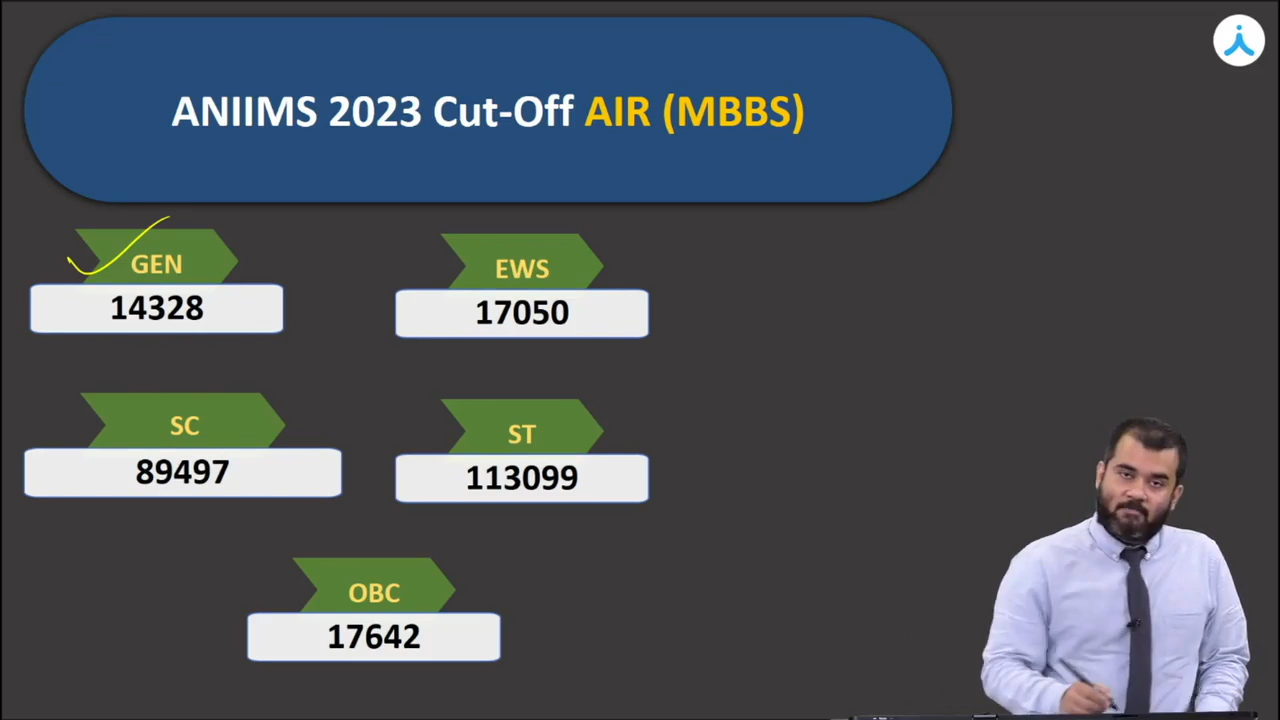 ANIIMS 2023 Cut-Off AIR (MBBS)
GEN
14328
EWS
17050
SC
89497
ST
113099
OBC
17642